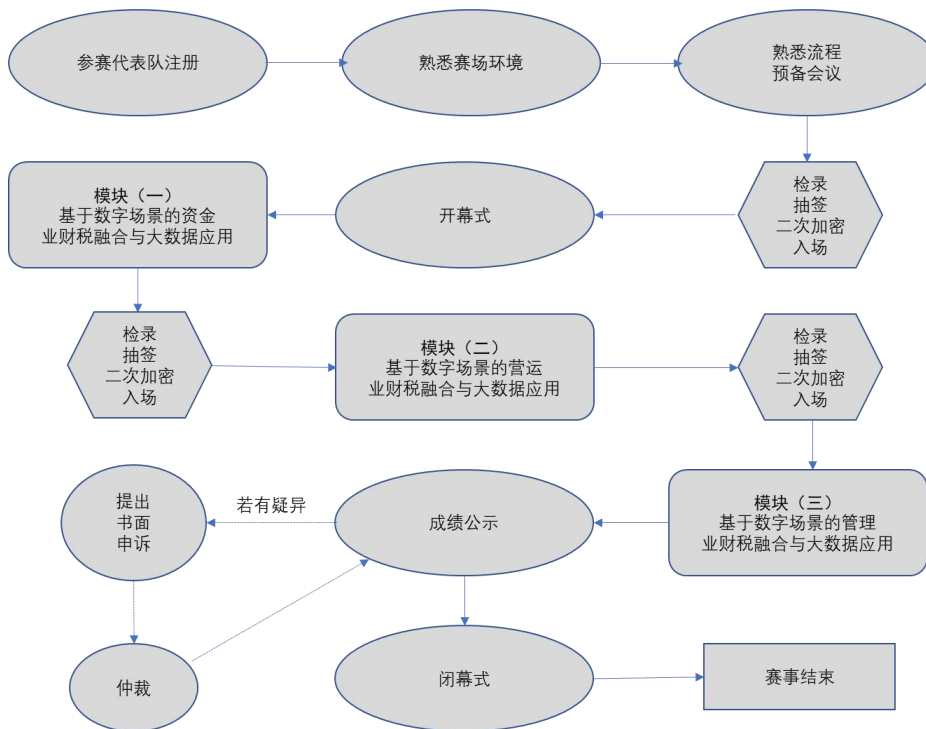 参赛代表队注册
熟悉赛场环境
熟悉流程
预备会议
检录
抽签
二次加密
入场
开幕式
模块（一）
基于数字场景的资金
业财税融合与大数据应用
检录
抽签
二次加密
入场
模块（二）
基于数字场景的营运
业财税融合与大数据应用
检录
抽签
二次加密
入场
模块（三）
基于数字场景的管理
业财税融合与大数据应用
成绩公示
若有疑异
提出
书面
申诉
仲裁
闭幕式
赛事结束